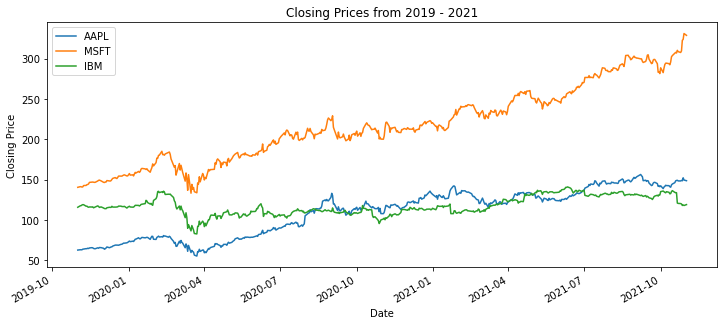 Closing Prices from 2019 - 2021
AAPL
MSFT
IBM
Closing Price
300
250
200
150
100
50
2019-10
2020-01
2020-04
2020-07
2020-10
2021-01
2021-04
2021-07
2021-10
Date